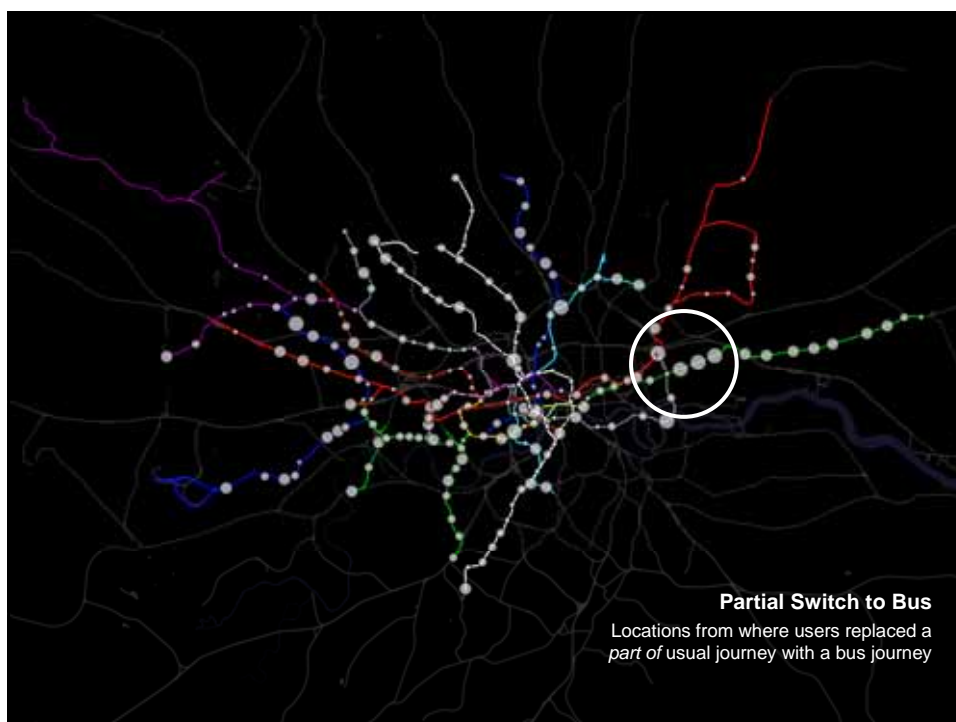 Partial Switch to Bus
Locations from where users replaced a
part of usual journey with a bus journey